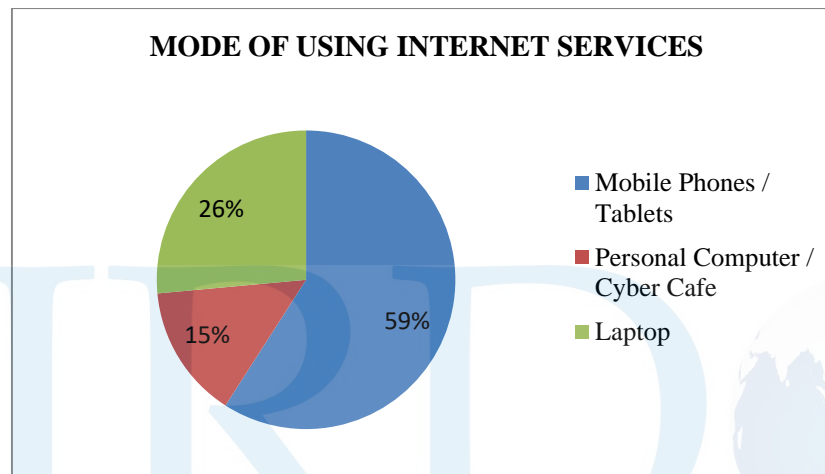 MODE OF USING INTERNET SERVICES
26%
59%
15%
Mobile Phones /
Tablets
Personal Computer /
Cyber Cafe
Laptop